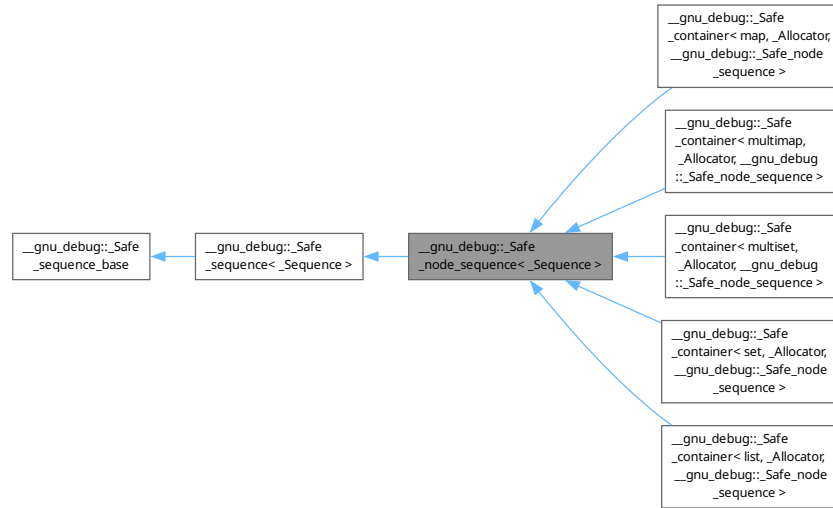 __gnu_debug::_Safe
_container< map, _Allocator,
__gnu_debug::_Safe_node
_sequence >
__gnu_debug::_Safe
_container< multimap,
_Allocator, __gnu_debug
::_Safe_node_sequence >
__gnu_debug::_Safe
_sequence_base
__gnu_debug::_Safe
_sequence< _Sequence >
__gnu_debug::_Safe
_node_sequence< _Sequence >
__gnu_debug::_Safe
_container< multiset,
_Allocator, __gnu_debug
::_Safe_node_sequence >
__gnu_debug::_Safe
_container< set, _Allocator,
__gnu_debug::_Safe_node
_sequence >
__gnu_debug::_Safe
_container< list, _Allocator,
__gnu_debug::_Safe_node
_sequence >